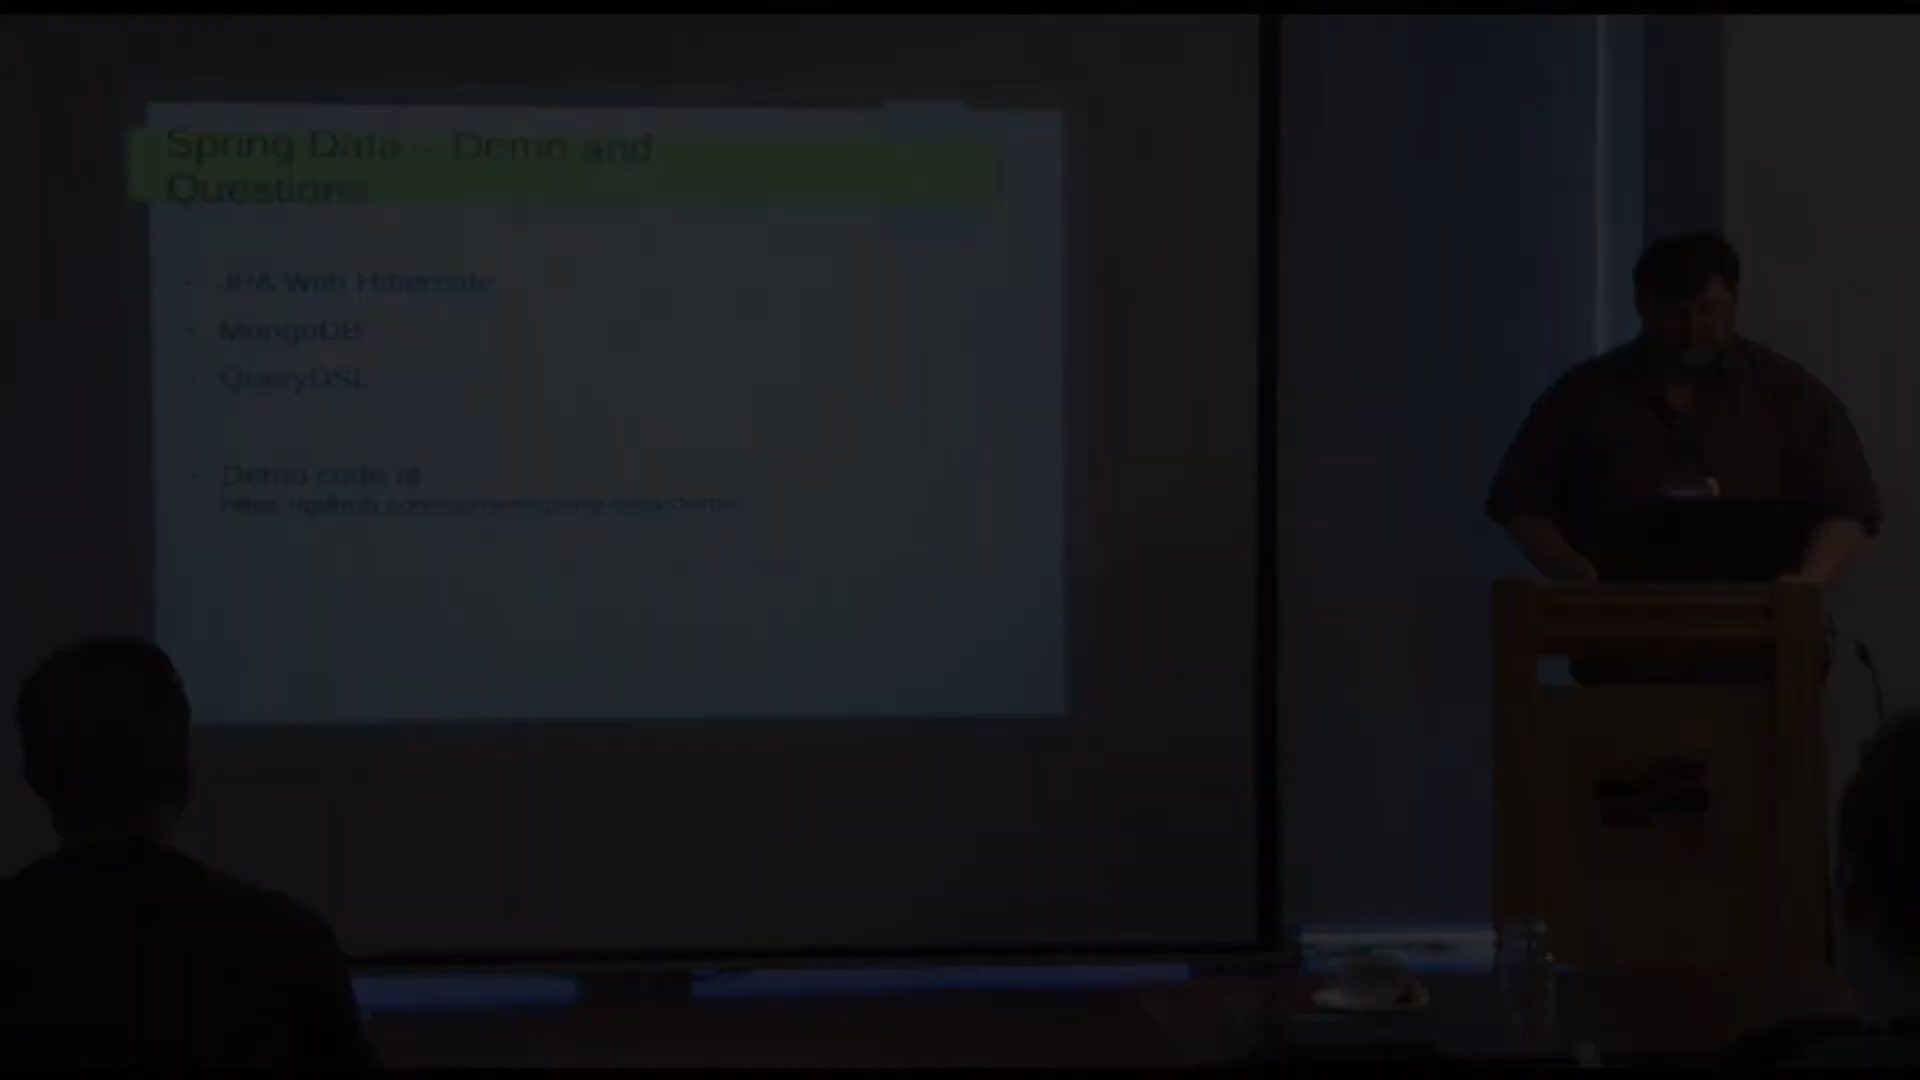 Spring Data – Demo and
Questions
JPA With Hibernate
MongoDB
QueryDSL
Demo code at